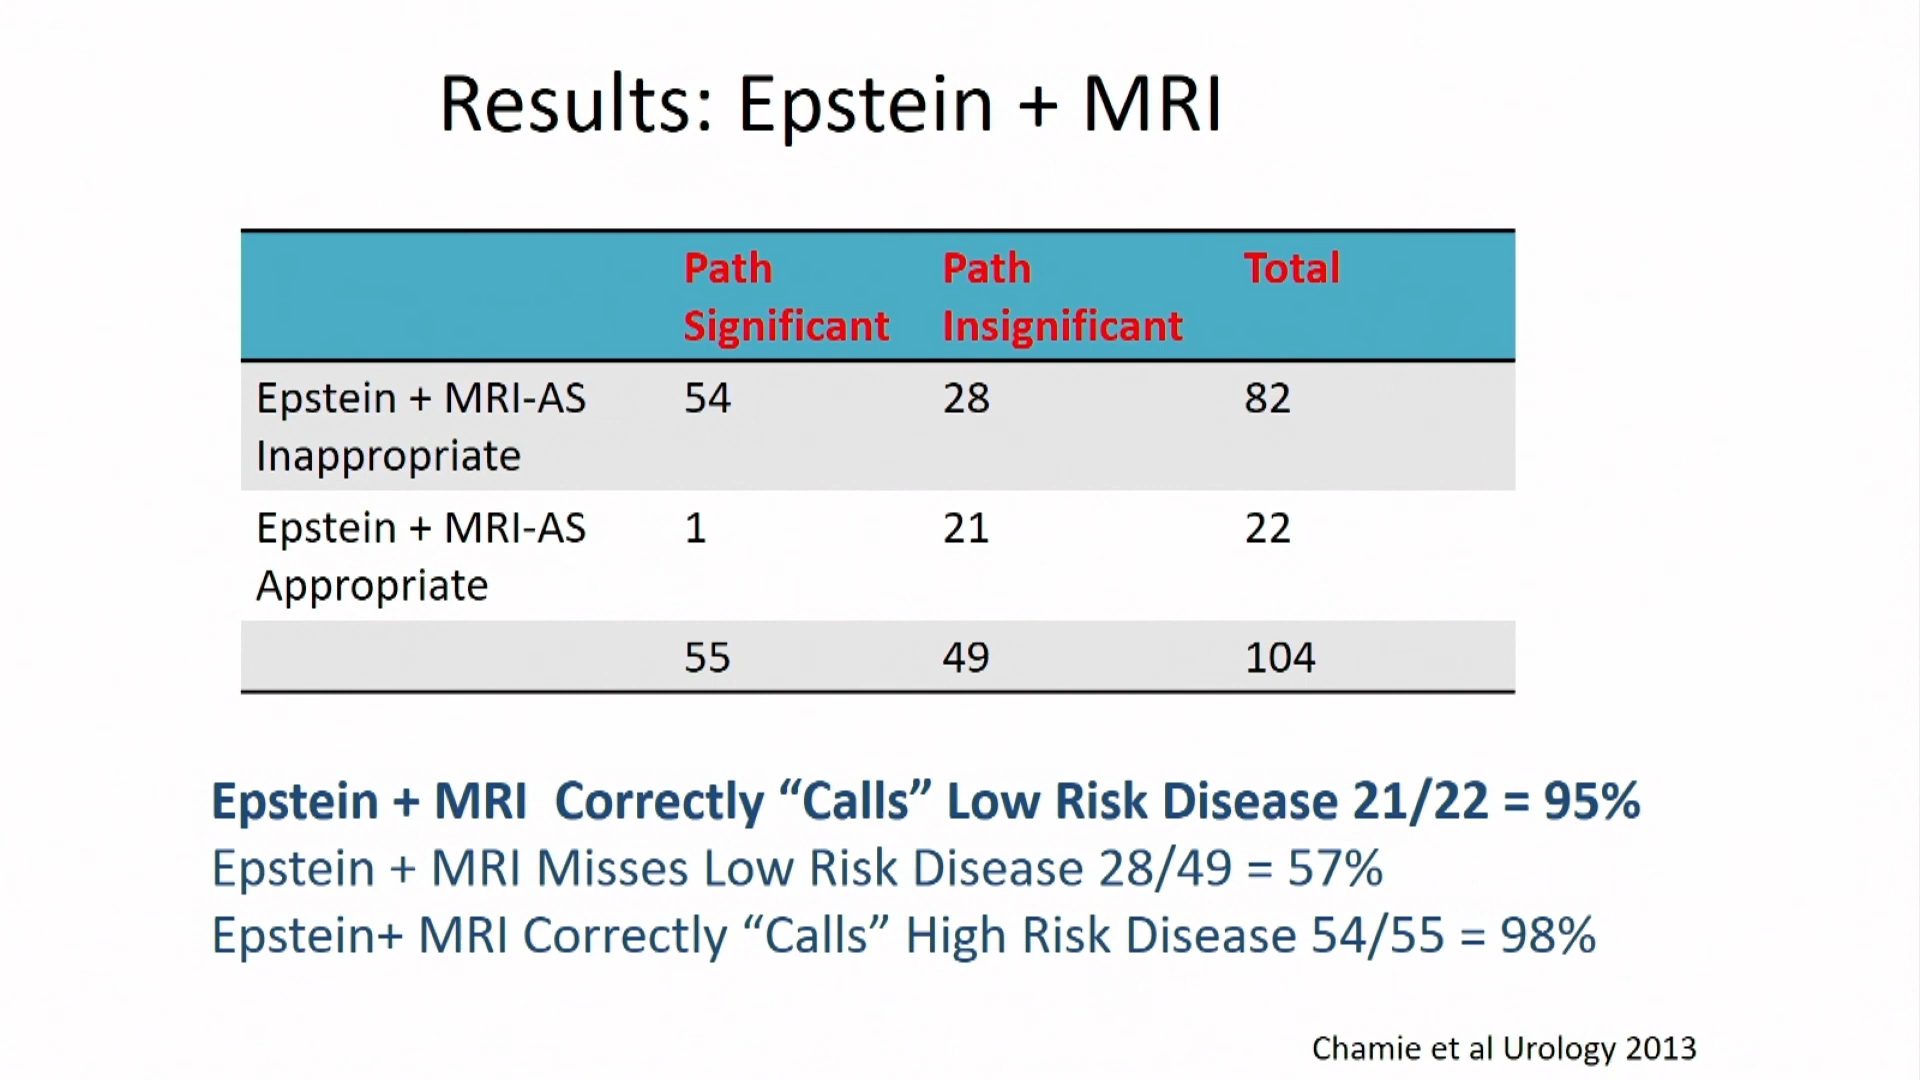 Results: Epstein + MRI
Path Significant
Path Insignificant
Total
Epstein + MRI-AS Inappropriate
54
28
82
Epstein + MRI-AS Appropriate
1
21
22
55
49
104
Epstein + MRI  Correctly “Calls” Low Risk Disease 21/22 = 95%
Epstein + MRI Misses Low Risk Disease 28/49 = 57%
Epstein+ MRI Correctly “Calls” High Risk Disease 54/55 = 98%
Chamie et al Urology 2013